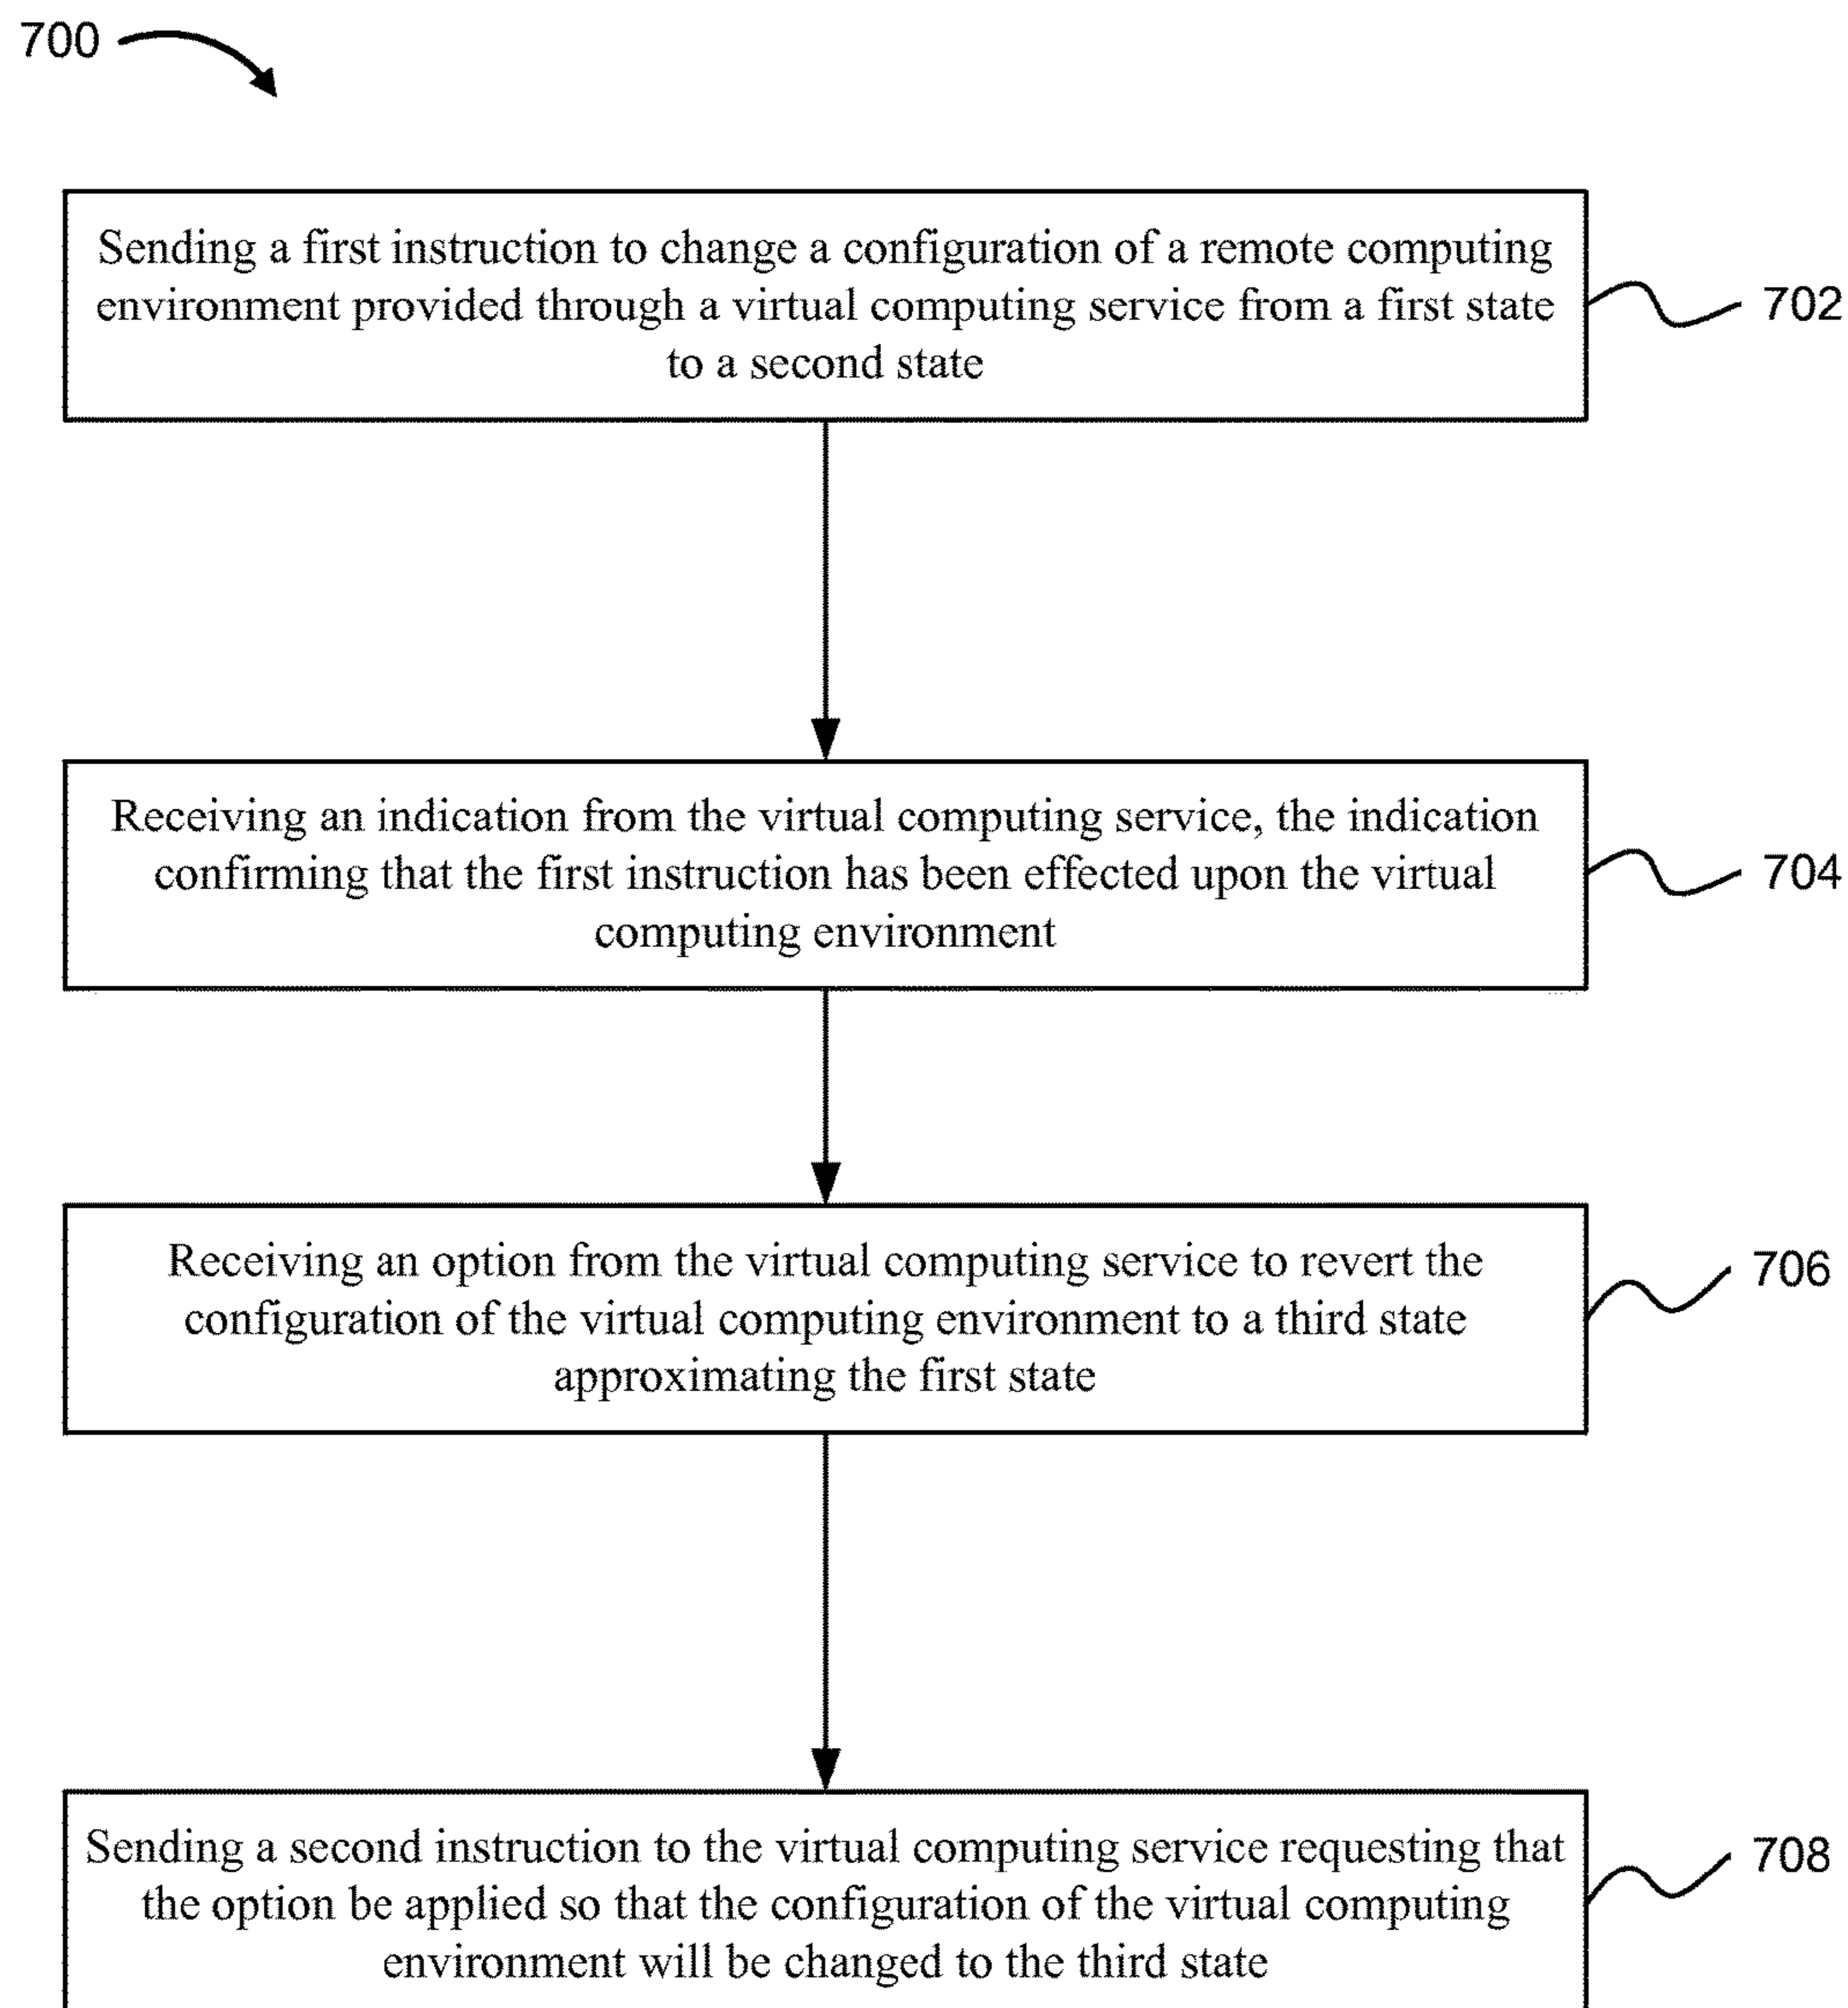 700
Sending a first instruction to change a configuration of a remote computing
environment provided through a virtual computing service from a first state
to a second state
702
Receiving an indication from the virtual computing service, the indication
confirming that the first instruction has been effected upon the virtual
computing environment
704
Receiving an option from the virtual computing service to revert the
configuration of the virtual computing environment to a third state
approximating the first state
706
Sending a second instruction to the virtual computing service requesting that
the option be applied so that the configuration of the virtual computing
environment will be changed to the third state
708